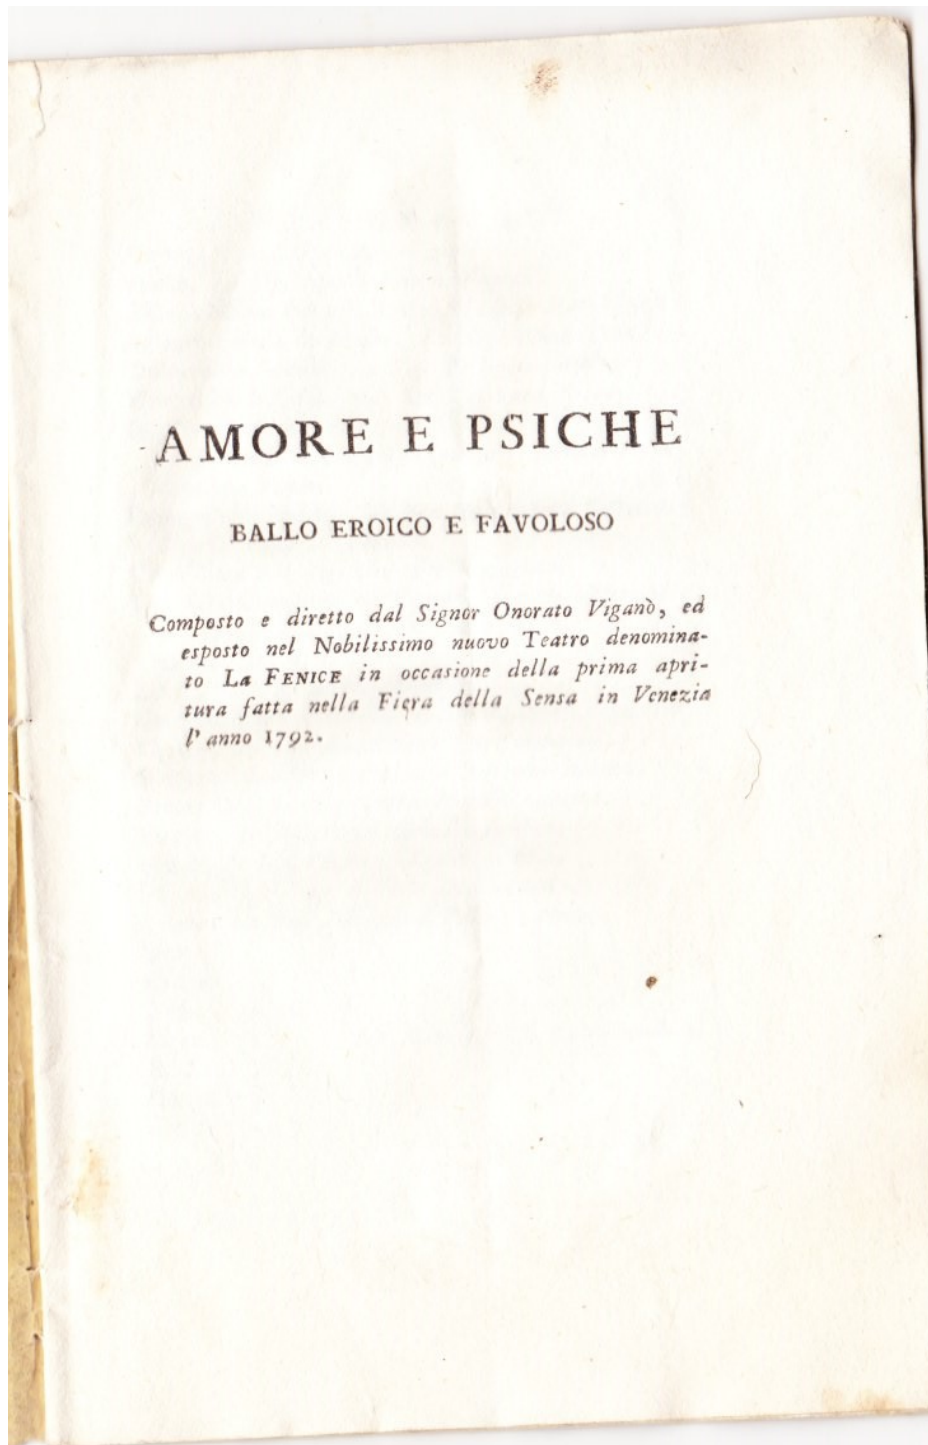 AMORE E PSICHE
BALLO EROICO E FAVOLOSO
Composto e diretto dal Signor Onorato Viganò, ed
esposto nel Nobilissimo nuovo Teatro denomina-
to La FENICE in occasione della prima apri-
tura fatta nella Fiera della Sensa in Venezia
l' anno 1792.